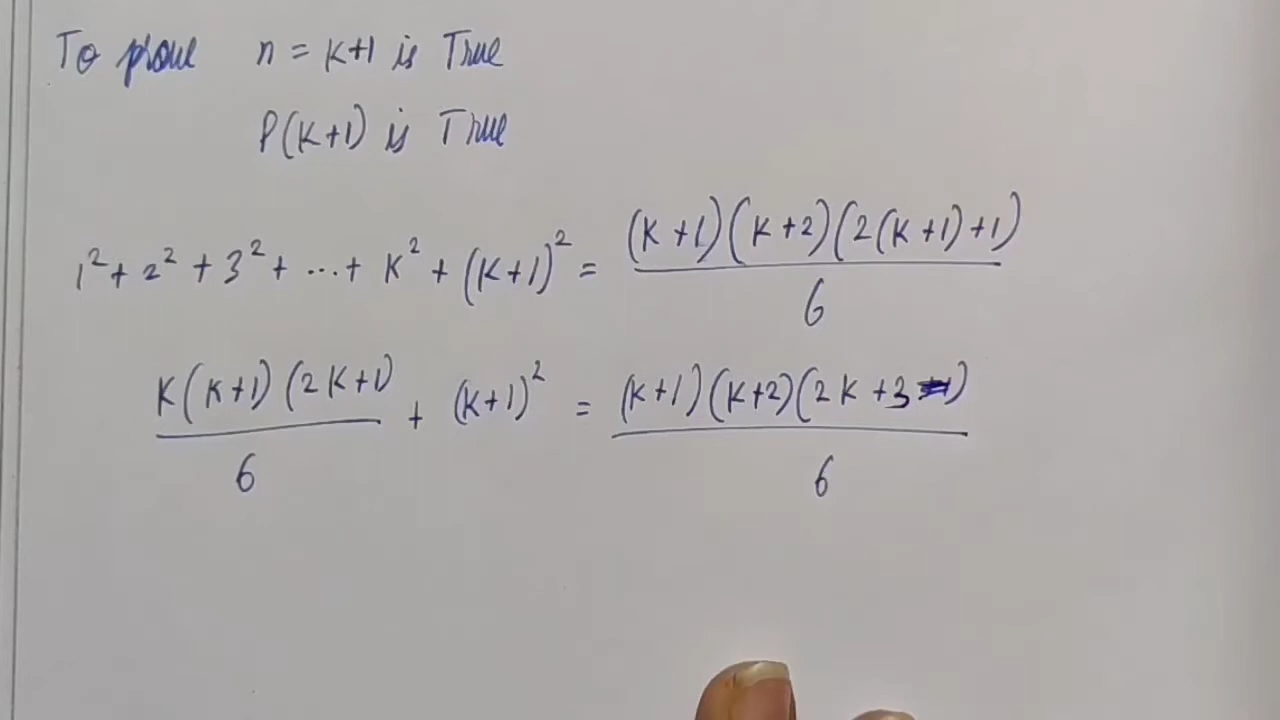 To prove n = k+1 is True
P(k+1) is True
1² + 2² + 3² + ... + k² + (k+1)² = (k+1)(k+2)(2(k+1)+1) / 6
k(k+1)(2k+1) / 6 + (k+1)² = (k+1)(k+2)(2k+3) / 6